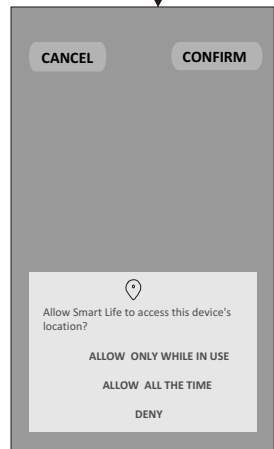 CANCEL
CONFIRM
Allow Smart Life to access this device's
location?
ALLOW ONLY WHILE IN USE
ALLOW ALL THE TIME
DENY